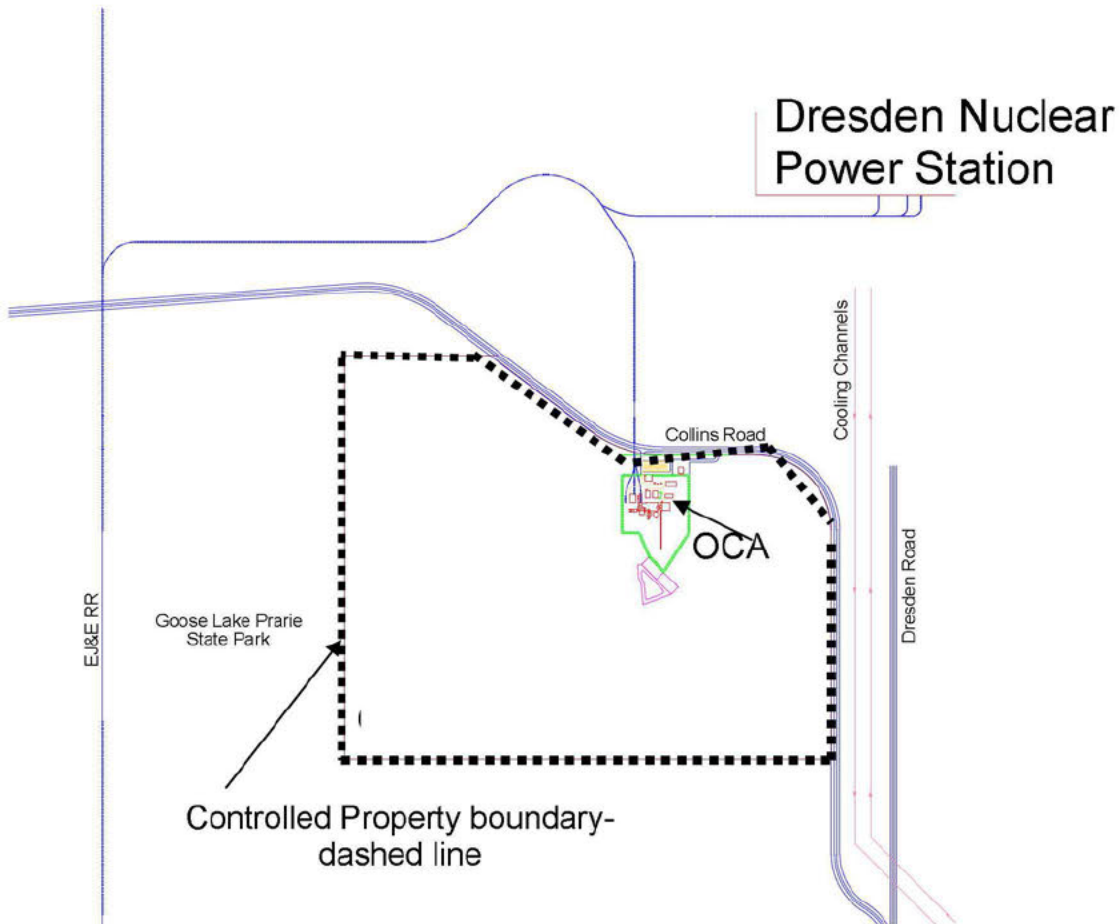 Dresden Nuclear
Power Station
Cooling Channels
Collins Road
OCA
Dresden Road
Goose Lake Prarie
State Park
EJ&E RR
Controlled Property boundary-
dashed line